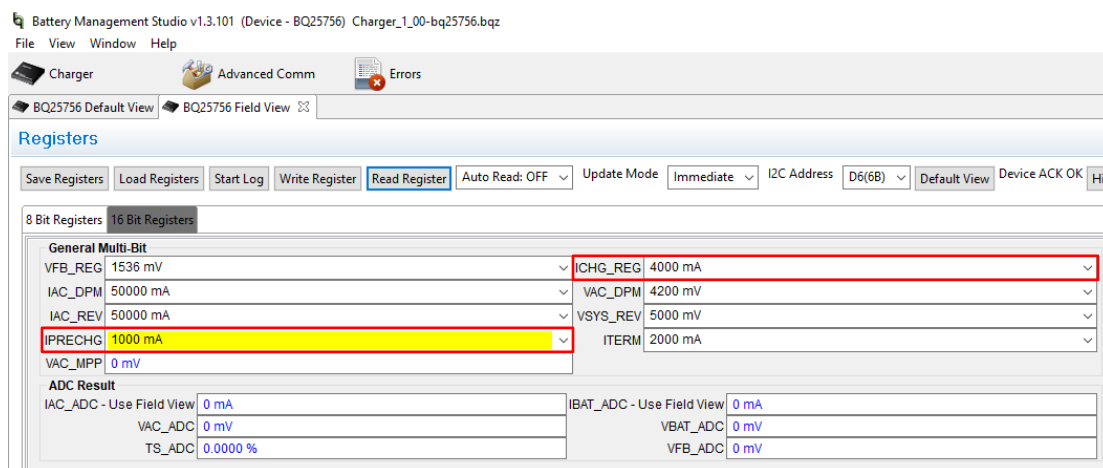 Battery Management Studio v1.3.101 (Device - BQ25756) Charger_1_00-bq25756.bqz
File View Window Help
Charger Advanced Comm Errors
BQ25756 Default View BQ25756 Field View
Registers
Save Registers Load Registers Start Log Write Register Read Register Auto Read: OFF Update Mode Immediate I2C Address D6(6B) Default View Device ACK OK Hi
8 Bit Registers 16 Bit Registers
General Multi-Bit
VFB_REG 1536 mV ICHG_REG 4000 mA
IAC_DPM 50000 mA VAC_DPM 4200 mV
IAC_REV 50000 mA VSYS_REV 5000 mV
IPRECHG 1000 mA ITERM 2000 mA
VAC_MPP 0 mV
ADC Result
IAC_ADC - Use Field View 0 mA IBAT_ADC - Use Field View 0 mA
VAC_ADC 0 mV VBAT_ADC 0 mV
TS_ADC 0.0000 % VFB_ADC 0 mV